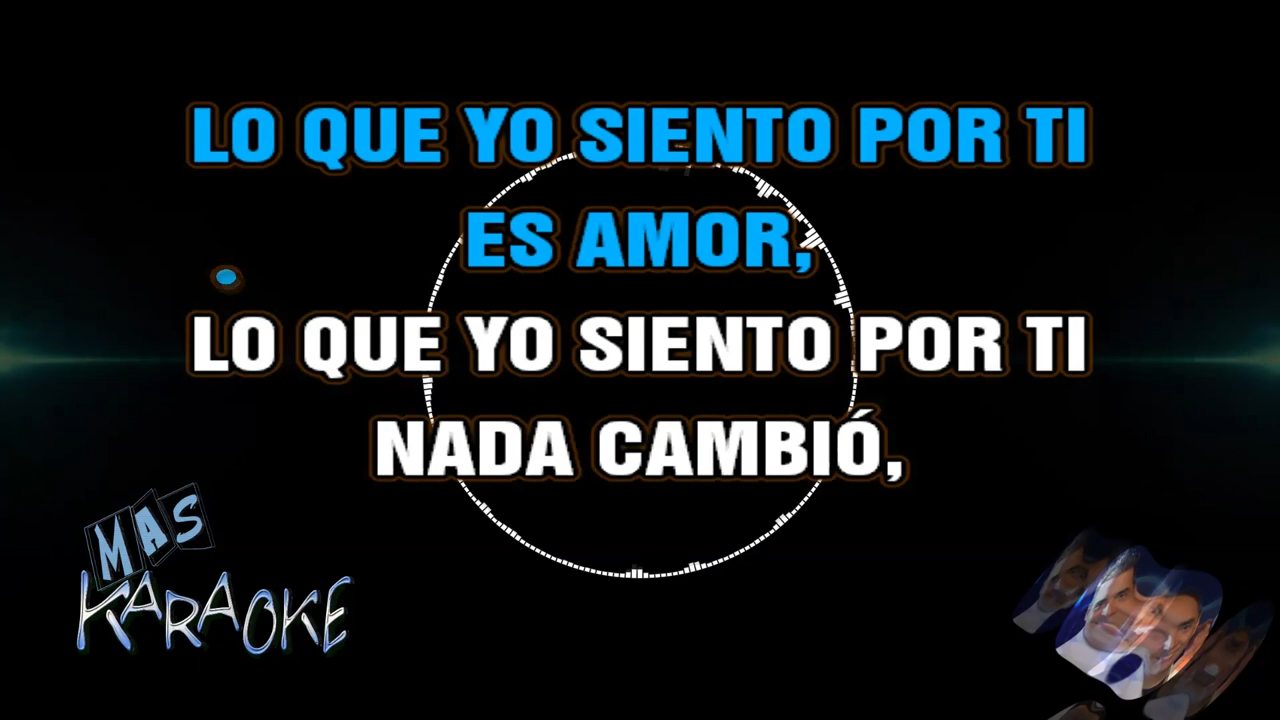 LO QUE YO SIENTO POR TI
ES AMOR,
LO QUE YO SIENTO POR TI
NADA CAMBIÓ,
MAS
KARAOKE